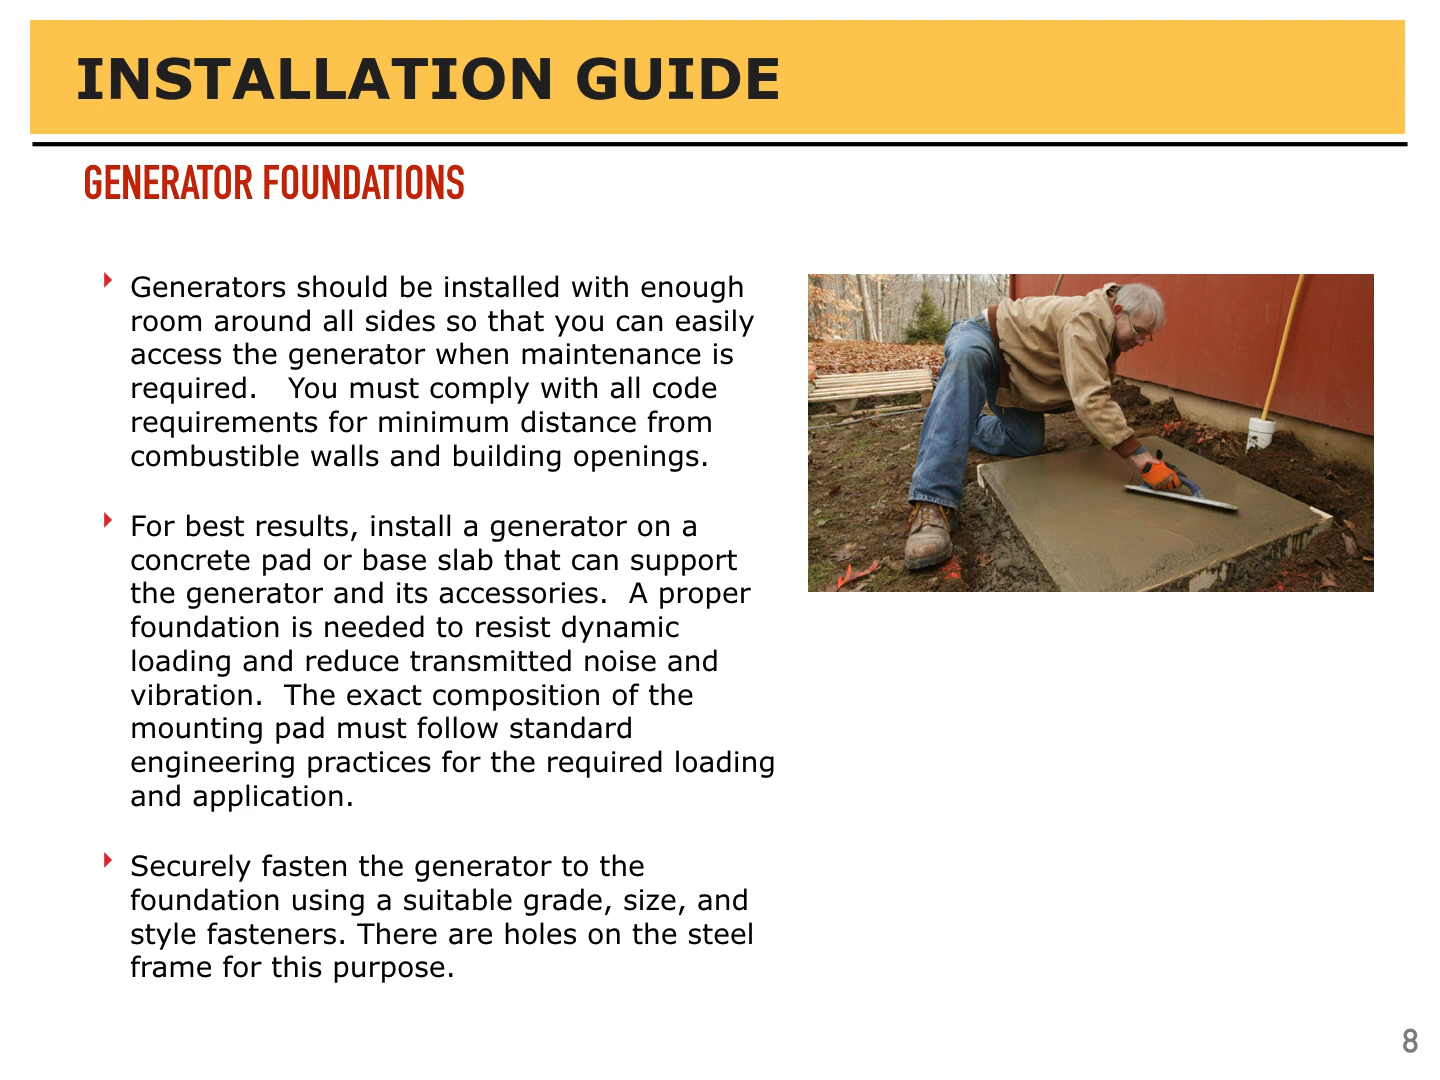 INSTALLATION GUIDE
GENERATOR FOUNDATIONS
Generators should be installed with enough
room around all sides so that you can easily
access the generator when maintenance is
required.   You must comply with all code
requirements for minimum distance from
combustible walls and building openings.
For best results, install a generator on a
concrete pad or base slab that can support
the generator and its accessories.  A proper
foundation is needed to resist dynamic
loading and reduce transmitted noise and
vibration.  The exact composition of the
mounting pad must follow standard
engineering practices for the required loading
and application.
Securely fasten the generator to the
foundation using a suitable grade, size, and
style fasteners. There are holes on the steel
frame for this purpose.
8